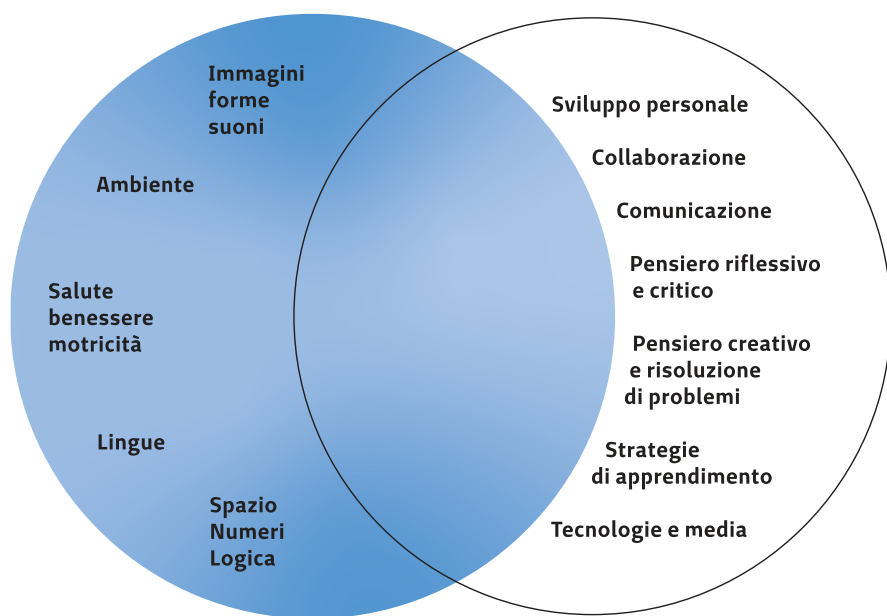 Immagini
forme
suoni
Ambiente
Salute
benessere
motricità
Lingue
Spazio
Numeri
Logica
Sviluppo personale
Collaborazione
Comunicazione
Pensiero riflessivo
e critico
Pensiero creativo
e risoluzione
di problemi
Strategie
di apprendimento
Tecnologie e media